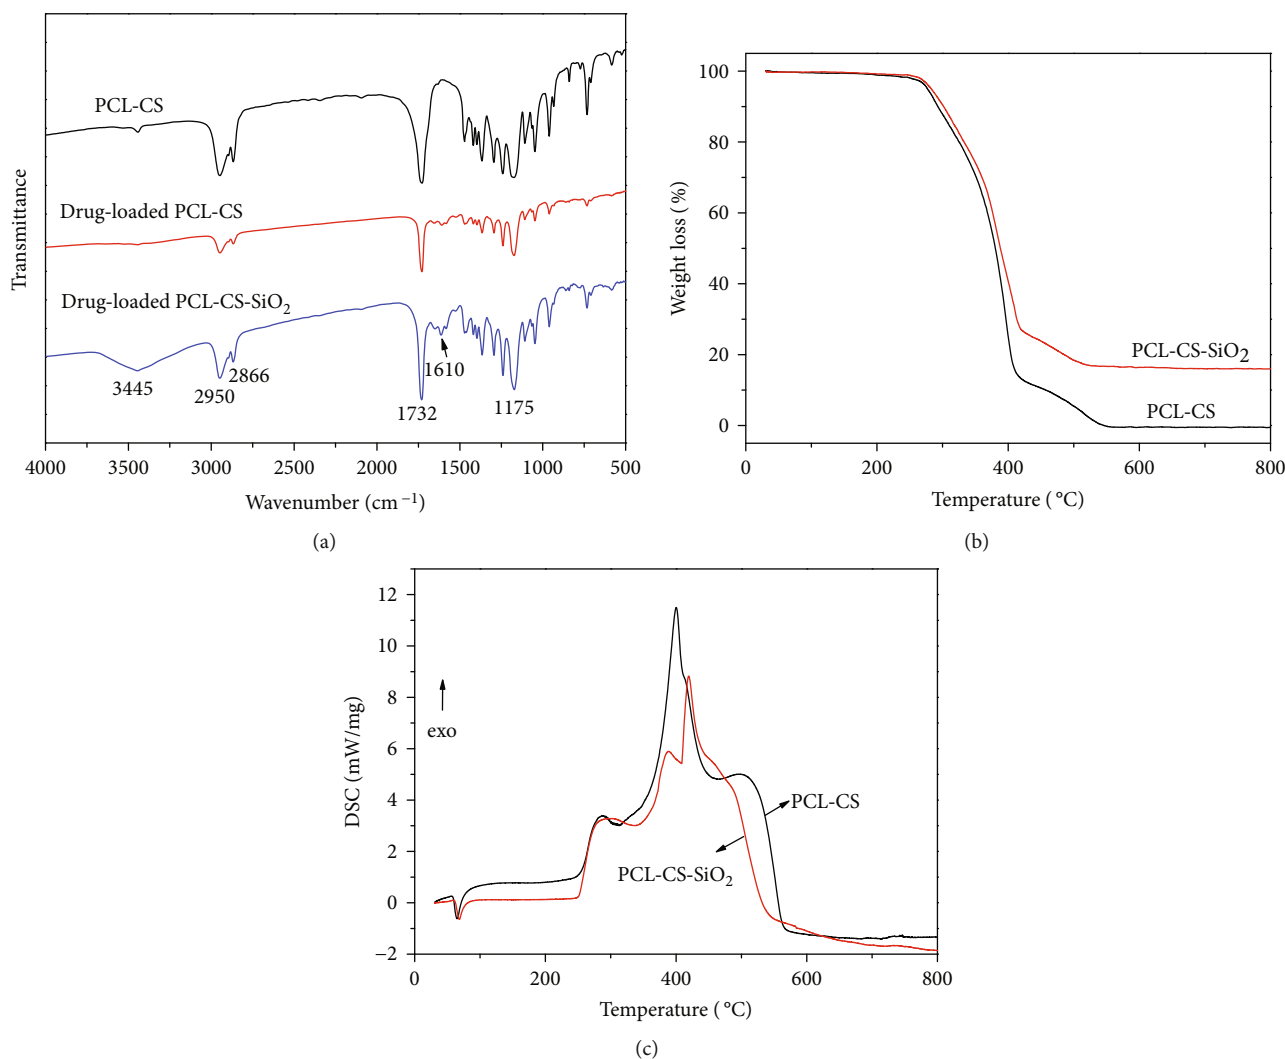 PCL-CS
Drug-loaded PCL-CS
Drug-loaded PCL-CS-SiO₂
3445
2950
2866
1732
1610
1175
Transmittance
4000 3500 3000 2500 2000 1500 1000 500
Wavenumber (cm⁻¹)
(a)
100
80
60
40
20
0
Weight loss (%)
PCL-CS-SiO₂
PCL-CS
0 200 400 600 800
Temperature (°C)
(b)
12
10
8
6
4
2
0
−2
DSC (mW/mg)
exo
PCL-CS
PCL-CS-SiO₂
0 200 400 600 800
Temperature (°C)
(c)